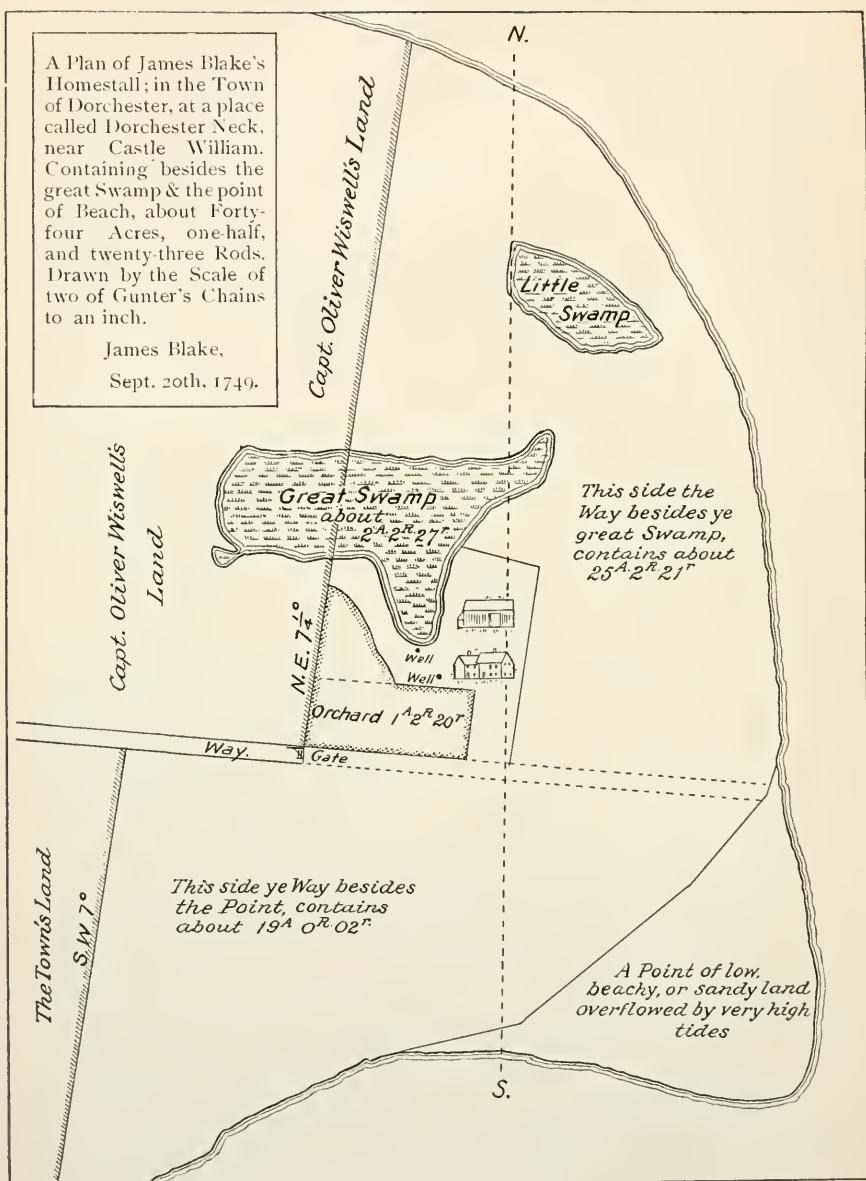 A Plan of James Blake's
Homestall; in the Town
of Dorchester, at a place
called Dorchester Neck,
near Castle William.
Containing besides the
great Swamp & the point
of Beach, about Forty-
four Acres, one-half,
and twenty-three Rods.
Drawn by the Scale of
two of Gunter's Chains
to an inch.
James Blake,
Sept. 20th, 1749.
N.
Capt. Oliver Wiswell's Land
Little
Swamp
Great Swamp
about
2A. 2R. 27r.
This side the
Way besides ye
great Swamp,
contains about
25A. 2R. 21r
Capt. Oliver Wiswell's
Land
N.E. 7 1/4°
Well
Well
Orchard 1A 2R 20r
Way.
Gate
The Town's Land
S.W 7°
This side ye Way besides
the Point, contains
about 19A 0R. 02r.
A Point of low,
beachy, or sandy land
overflowed by very high
tides
S.